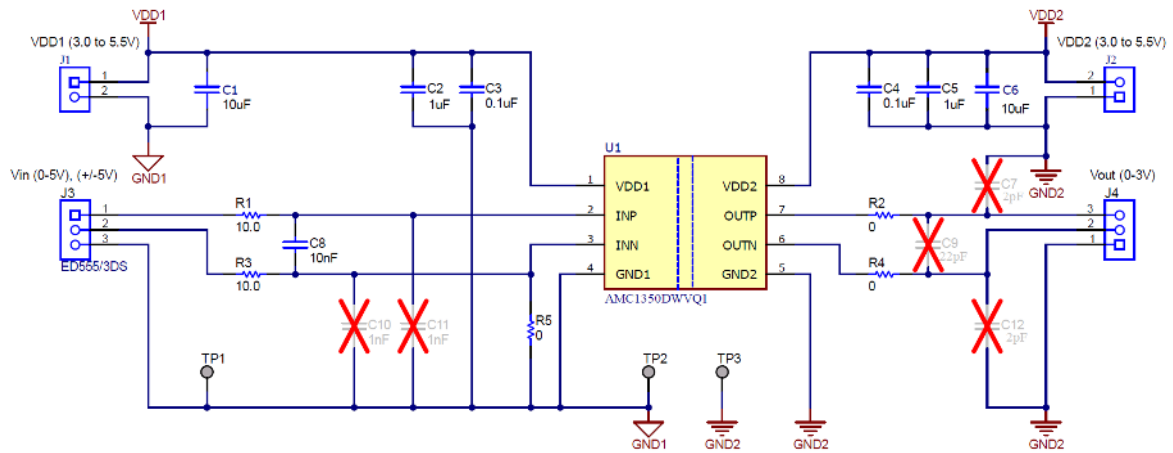 VDD1
VDD2
VDD1 (3.0 to 5.5V)
VDD2 (3.0 to 5.5V)
J1
J2
1
2
2
1
C1
10uF
C2
1uF
C3
0.1uF
C4
0.1uF
C5
1uF
C6
10uF
GND1
GND2
U1
1
VDD1
VDD2
8
2
INP
OUTP
7
3
INN
OUTN
6
4
GND1
GND2
5
AMC1350DWVQ1
Vin (0-5V), (+/-5V)
J3
1
2
3
ED555/3DS
R1
10.0
C8
10nF
R3
10.0
C10
1nF
C11
1nF
R5
0
R2
0
R4
0
C7
2pF
C9
22pF
C12
2pF
Vout (0-3V)
J4
3
2
1
TP1
TP2
TP3
GND1
GND2
GND2
GND2